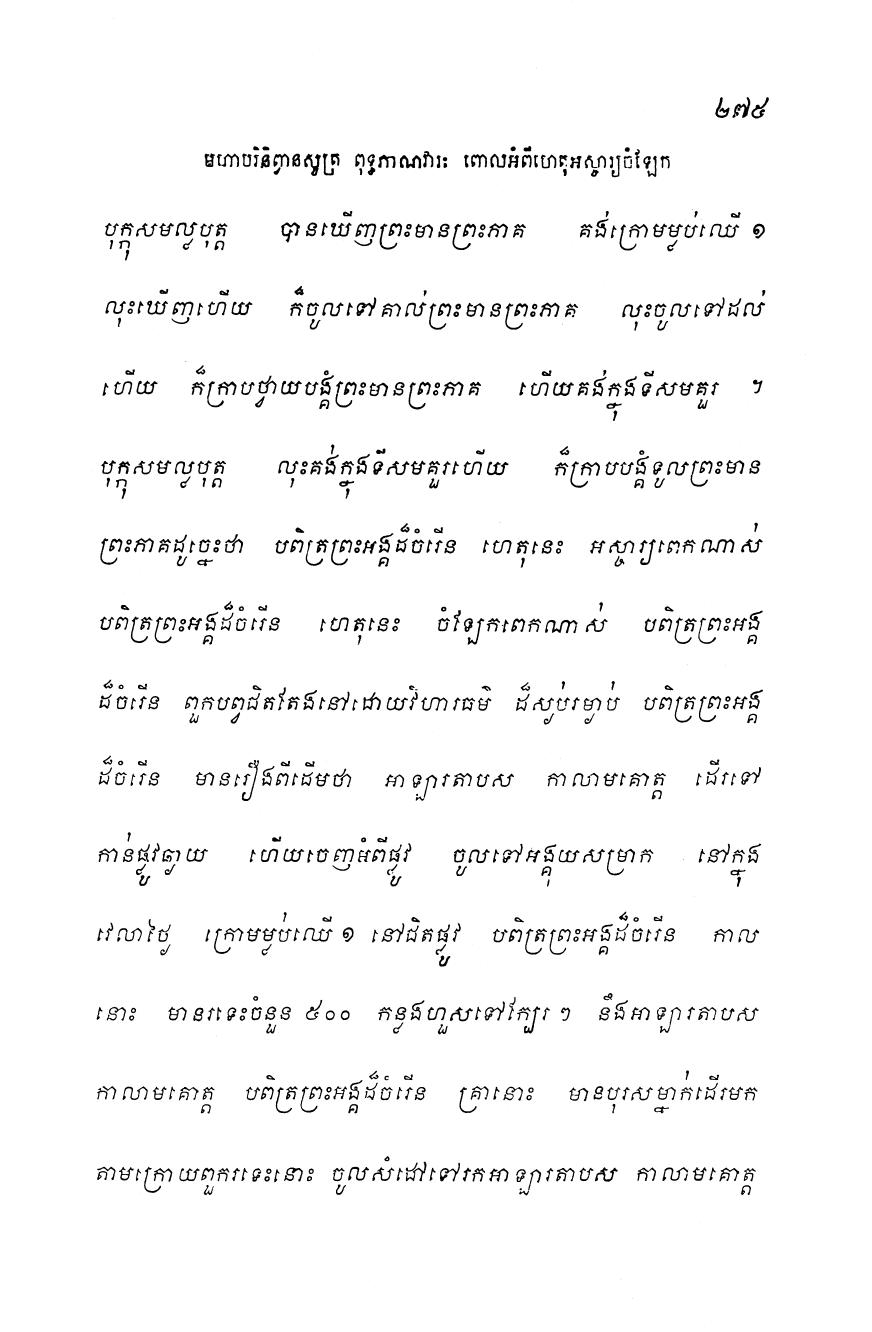 ២៧៥
មហាបរិនិព្វានសូត្រ ពុទ្ធភាណវារៈ ពោលអំពីហេតុអស្ចារ្យចំឡែក
បុក្កុសមល្លបុត្ត បានឃើញព្រះមានព្រះភាគ គង់ក្រោមម្លប់ឈើ ១
លុះឃើញហើយ ក៏ចូលទៅគាល់ព្រះមានព្រះភាគ លុះចូលទៅដល់
ហើយ ក៏ក្រាបថ្វាយបង្គំព្រះមានព្រះភាគ ហើយគង់ក្នុងទីសមគួរ ។
បុក្កុសមល្លបុត្ត លុះគង់ក្នុងទីសមគួរហើយ ក៏ក្រាបបង្គំទូលព្រះមាន
ព្រះភាគដូច្នេះថា បពិត្រព្រះអង្គដ៏ចំរើន ហេតុនេះ អស្ចារ្យពេកណាស់
បពិត្រព្រះអង្គដ៏ចំរើន ហេតុនេះ ចំឡែកពេកណាស់ បពិត្រព្រះអង្គ
ដ៏ចំរើន ពួកបព្វជិតតែងនៅដោយវិហារធម៌ ដ៏ស្ងប់រម្ងាប់ បពិត្រព្រះអង្គ
ដ៏ចំរើន មានរឿងពីដើមថា អាឡារតាបស កាលាមគោត្ត ដើរទៅ
កាន់ផ្លូវឆ្ងាយ ហើយចេញអំពីផ្លូវ ចូលទៅអង្គុយសម្រាក នៅក្នុង
វេលាថ្ងៃ ក្រោមម្លប់ឈើ ១ នៅជិតផ្លូវ បពិត្រព្រះអង្គដ៏ចំរើន កាល
នោះ មានរទេះចំនួន ៥០០ កន្លងហួសទៅក្បែរ ៗ នឹងអាឡារតាបស
កាលាមគោត្ត បពិត្រព្រះអង្គដ៏ចំរើន គ្រានោះ មានបុរសម្នាក់ដើរមក
តាមក្រោយពួករទេះនោះ ចូលសំដៅទៅរកអាឡារតាបស កាលាមគោត្ត